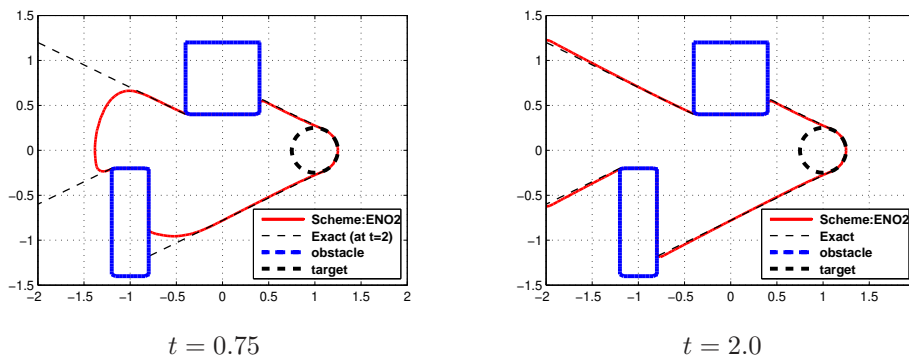 1.5
1
0.5
0
−0.5
−1
−1.5
−2 −1.5 −1 −0.5 0 0.5 1 1.5 2
Scheme:ENO2
Exact (at t=2)
obstacle
target
t = 0.75
1.5
1
0.5
0
−0.5
−1
−1.5
−2 −1.5 −1 −0.5 0 0.5 1 1.5
Scheme:ENO2
Exact
obstacle
target
t = 2.0